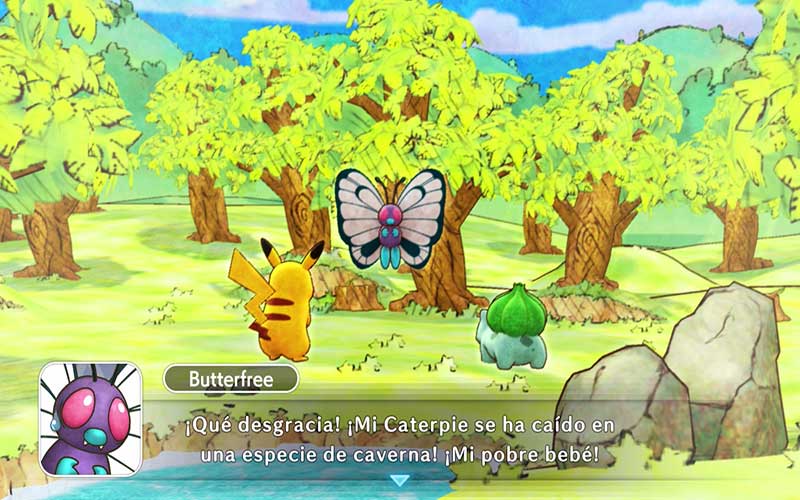 Butterfree
¡Qué desgracia! ¡Mi Caterpie se ha caído en
una especie de caverna! ¡Mi pobre bebé!